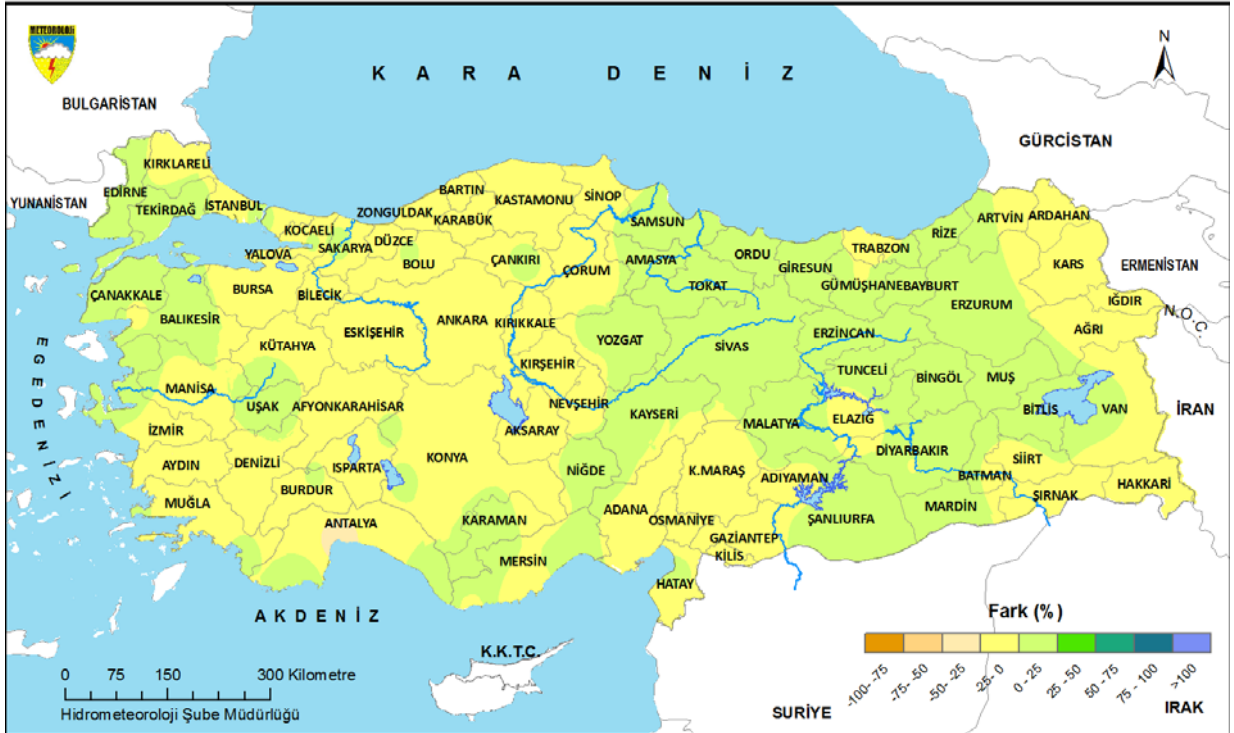 METEOROLOJİ
N
K A R A D E N İ Z
BULGARİSTAN
GÜRCİSTAN
YUNANİSTAN
ERMENİSTAN
N.Ö.C.
İRAN
E G E D E N İ Z İ
KIRKLARELİ
EDİRNE
TEKİRDAĞ
İSTANBUL
KOCAELİ
YALOVA
SAKARYA
DÜZCE
ZONGULDAK
BARTIN
KARABÜK
KASTAMONU
SİNOP
SAMSUN
BOLU
ÇANKIRI
ÇORUM
AMASYA
ORDU
GİRESUN
TRABZON
RİZE
ARTVİN
ARDAHAN
KARS
IĞDIR
AĞRI
ÇANAKKALE
BALIKESİR
BURSA
BİLECİK
ESKİŞEHİR
ANKARA
KIRIKKALE
TOKAT
GÜMÜŞHANE
BAYBURT
ERZURUM
KÜTAHYA
YOZGAT
SİVAS
ERZİNCAN
KIRŞEHİR
TUNCELİ
BİNGÖL
MUŞ
MANİSA
UŞAK
AFYONKARAHİSAR
NEVŞEHİR
KAYSERİ
MALATYA
ELAZIĞ
BİTLİS
VAN
İZMİR
AKSARAY
DİYARBAKIR
SİİRT
AYDIN
DENİZLİ
ISPARTA
KONYA
NİĞDE
K.MARAŞ
ADIYAMAN
BATMAN
HAKKARİ
BURDUR
ŞIRNAK
MUĞLA
ANTALYA
KARAMAN
ADANA
OSMANİYE
ŞANLIURFA
MARDİN
GAZİANTEP
KİLİS
MERSİN
HATAY
A K D E N İ Z
K.K.T.C.
SURİYE
IRAK
0 75 150 300 Kilometre
Hidrometeoroloji Şube Müdürlüğü
Fark (%)
-100--75
-75--50
-50--25
-25 - 0
0 - 25
25 - 50
50 - 75
75 - 100
>100